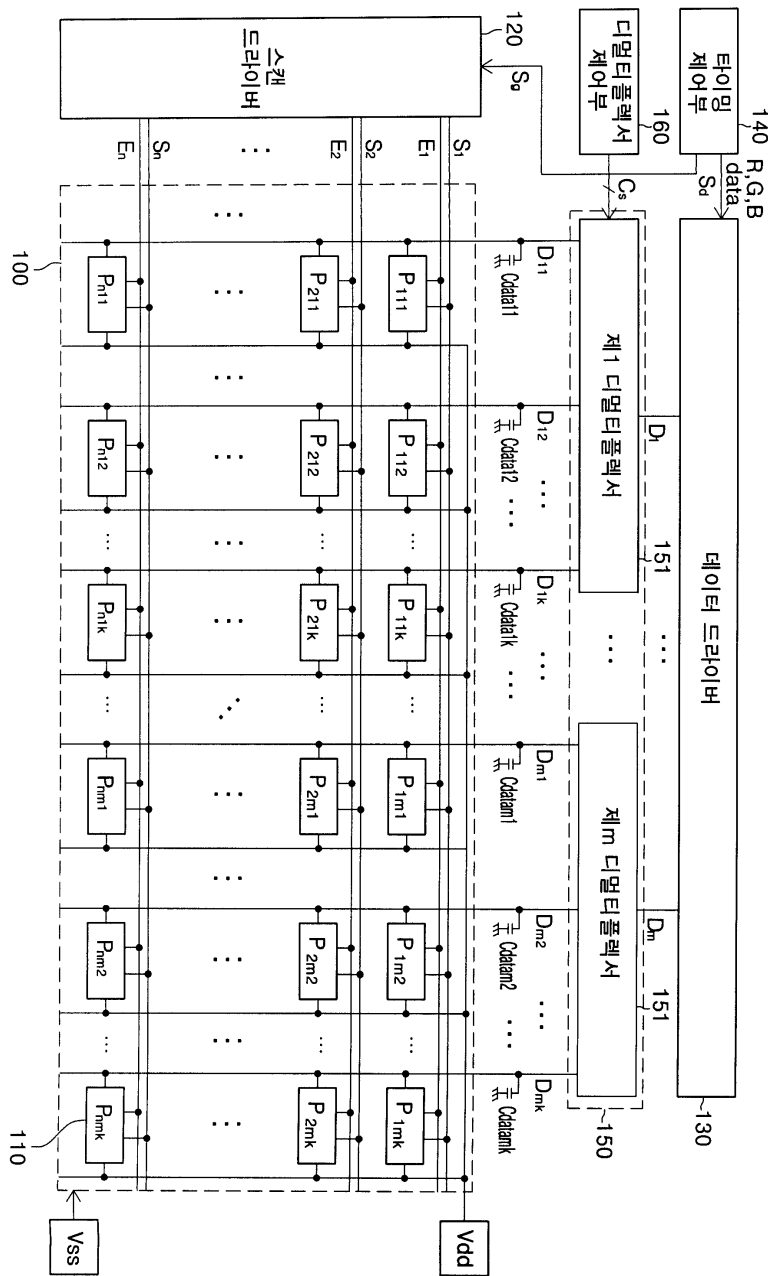 타이밍
제어부
140
R,G,B
data
Sd
데이터 드라이버
130
디멀티플렉서
제어부
160
Cs
D1
...
Dm
제1 디멀티플렉서
151
...
제m 디멀티플렉서
151
150
Sg
D11
D12
...
D1k
...
Dm1
Dm2
...
Dmk
Cdata11
Cdata12
...
Cdata1k
...
Cdatam1
Cdatam2
...
Cdatamk
120
스캔
드라이버
Vdd
S1
E1
P111
P112
P11k
P1m1
P1m2
P1mk
S2
E2
...
P211
...
P212
...
P21k
...
P2m1
...
P2m2
...
P2mk
...
Sn
En
...
Pn11
...
Pn12
...
Pn1k
...
Pnm1
...
Pnm2
...
Pnmk
100
110
Vss